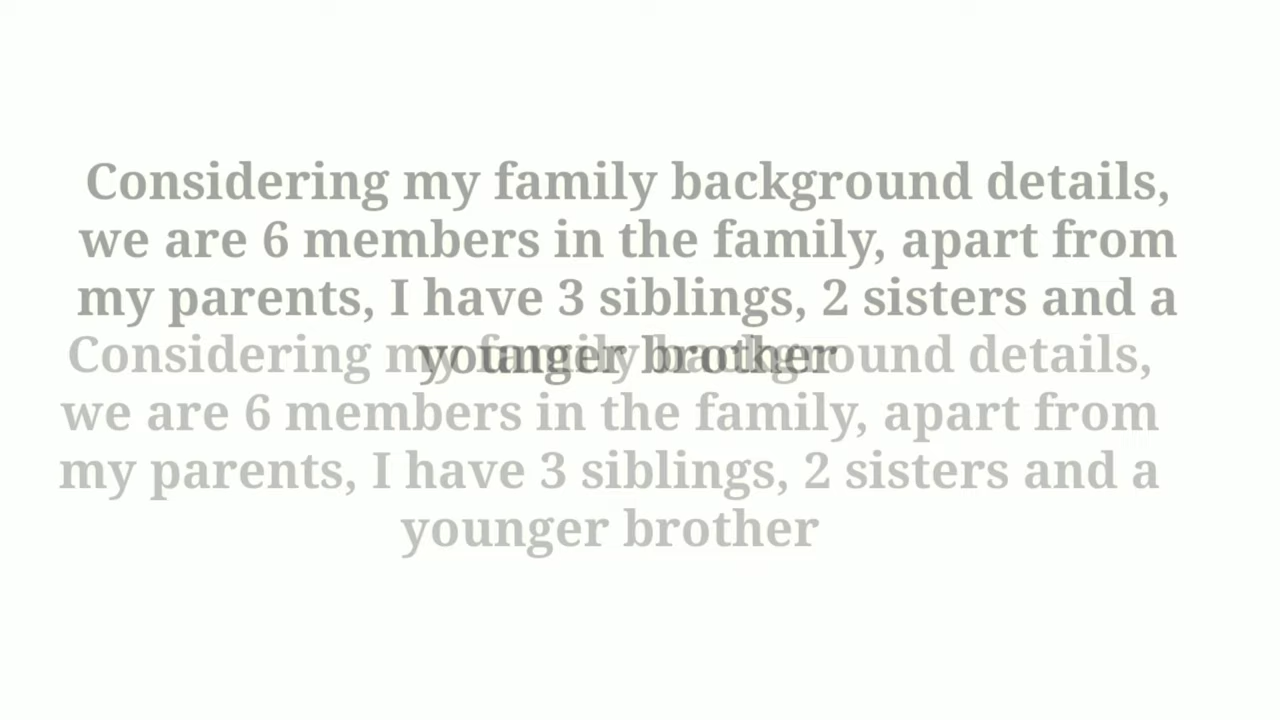 Considering my family background details,
we are 6 members in the family, apart from
my parents, I have 3 siblings, 2 sisters and a
younger brother
Considering my family background details,
we are 6 members in the family, apart from
my parents, I have 3 siblings, 2 sisters and a
younger brother